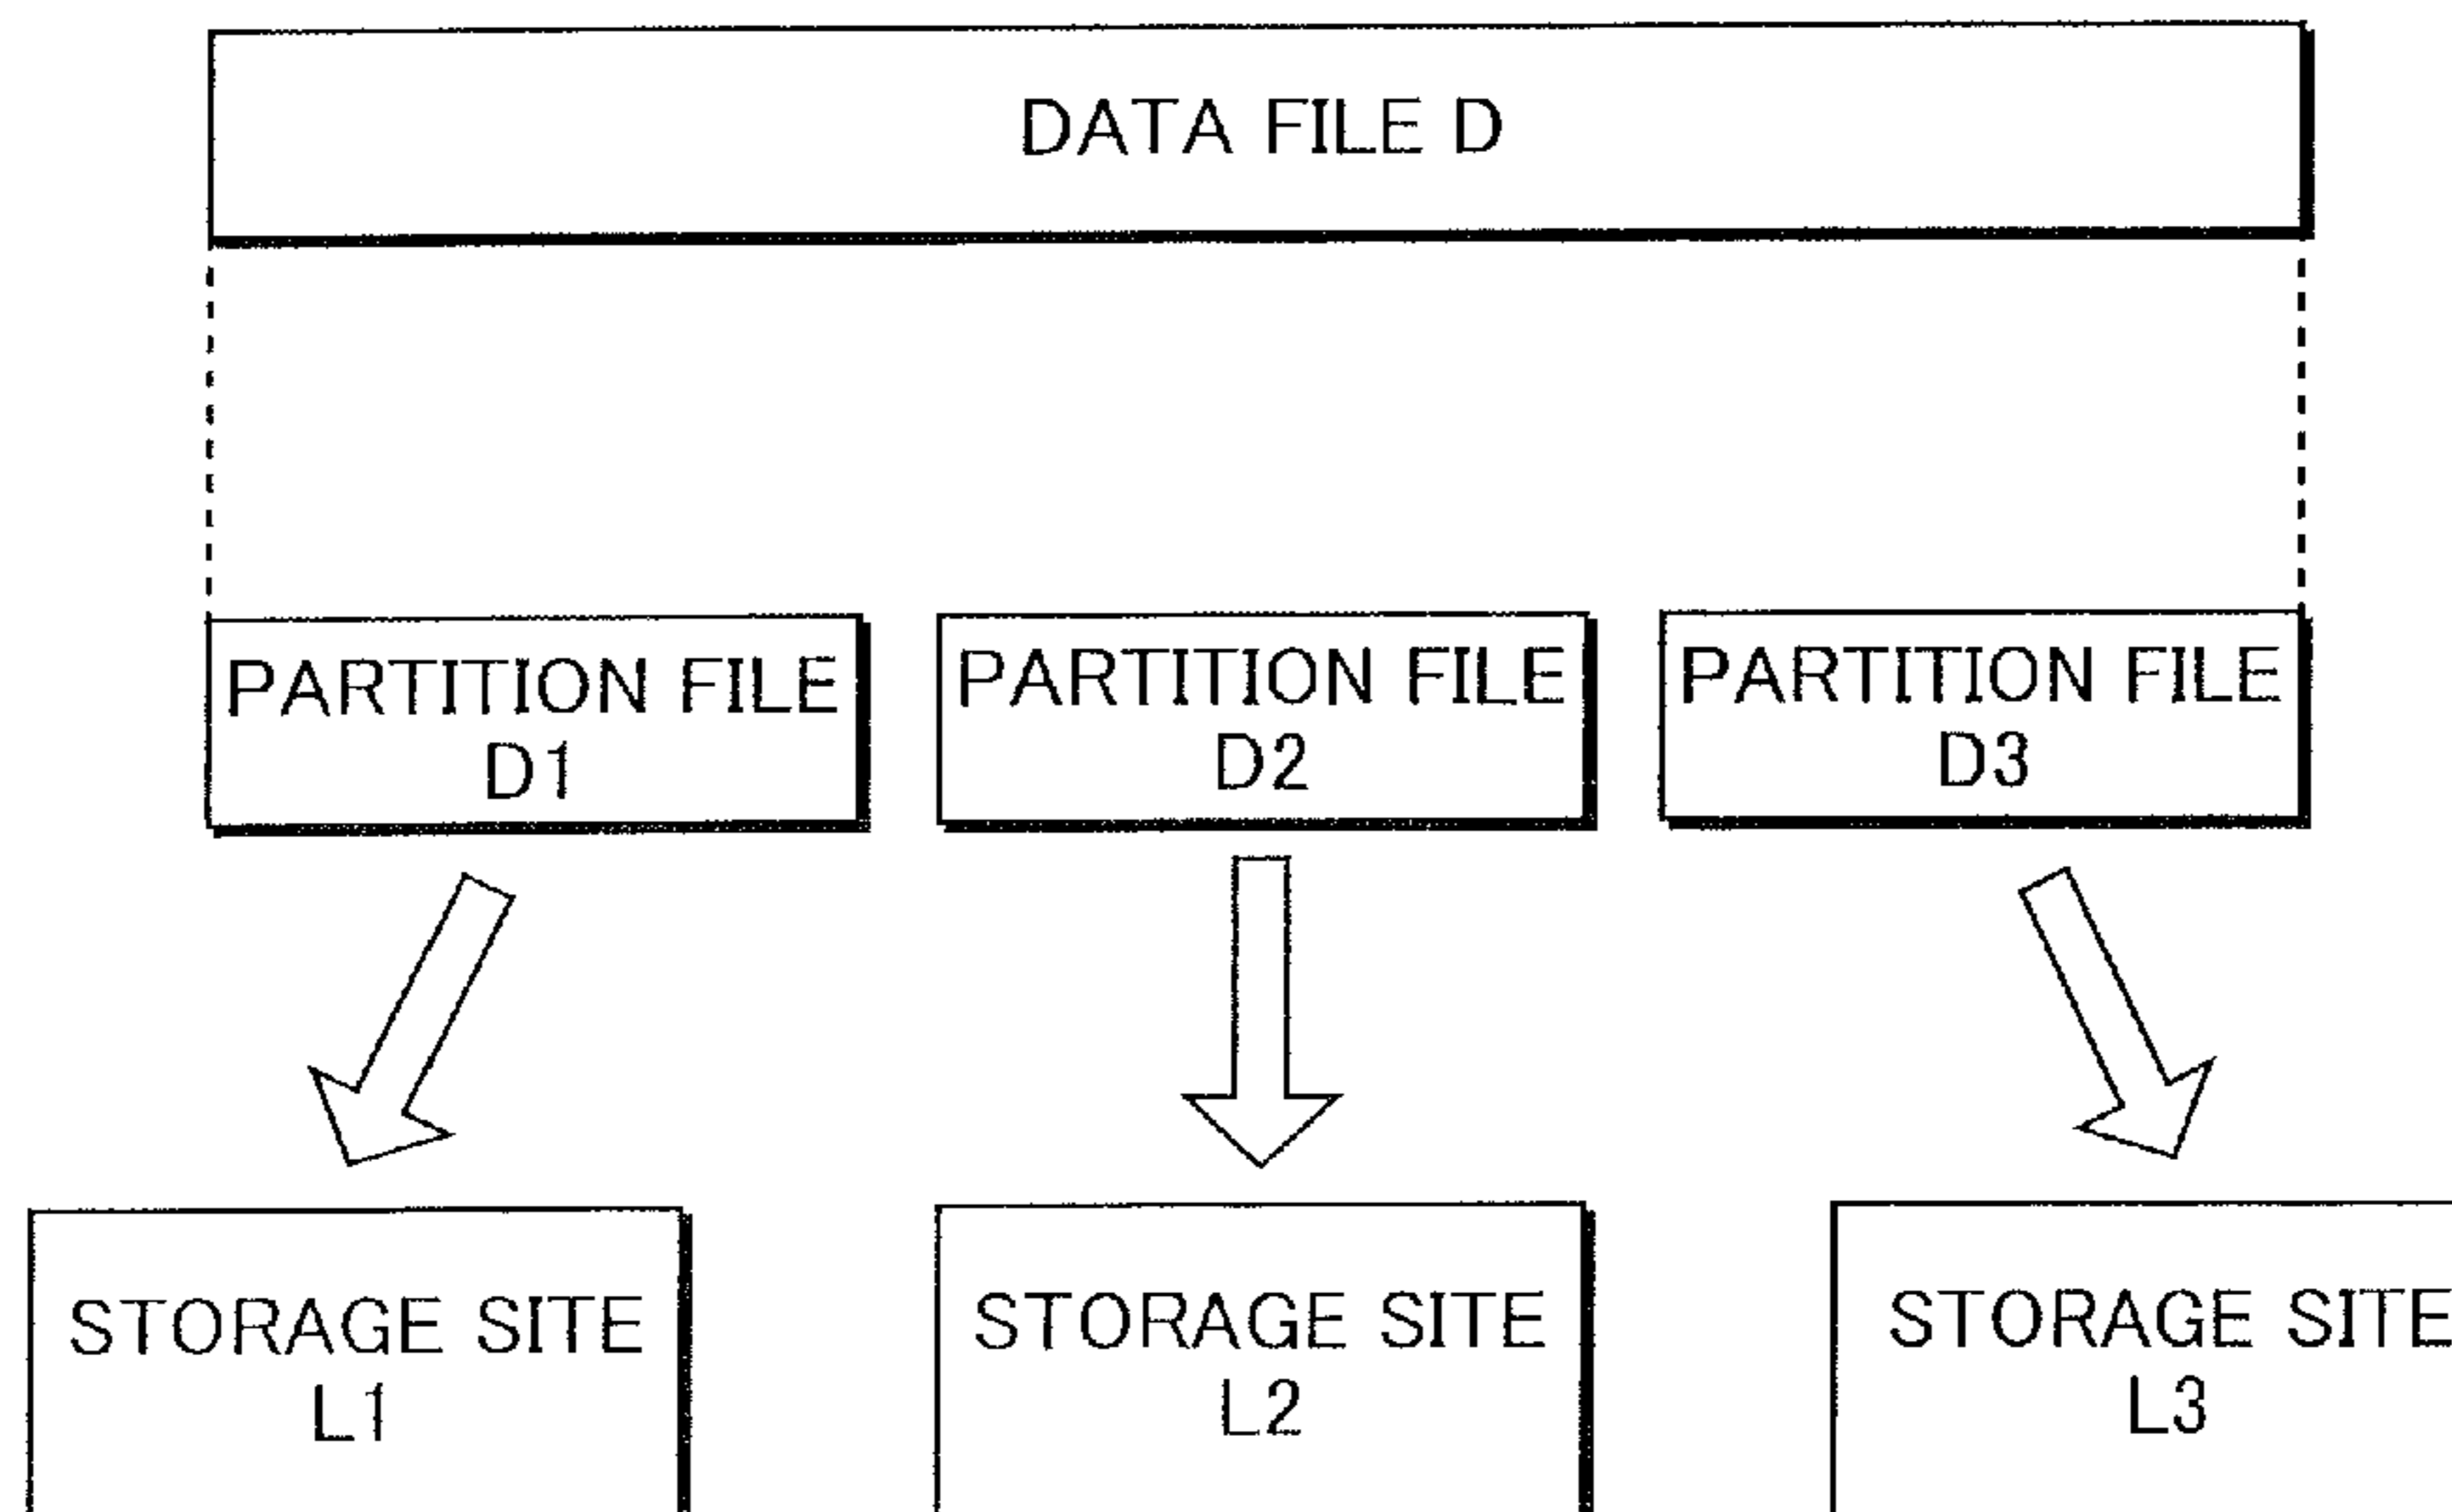 DATA FILE D
PARTITION FILE
D1
PARTITION FILE
D2
PARTITION FILE
D3
STORAGE SITE
L1
STORAGE SITE
L2
STORAGE SITE
L3